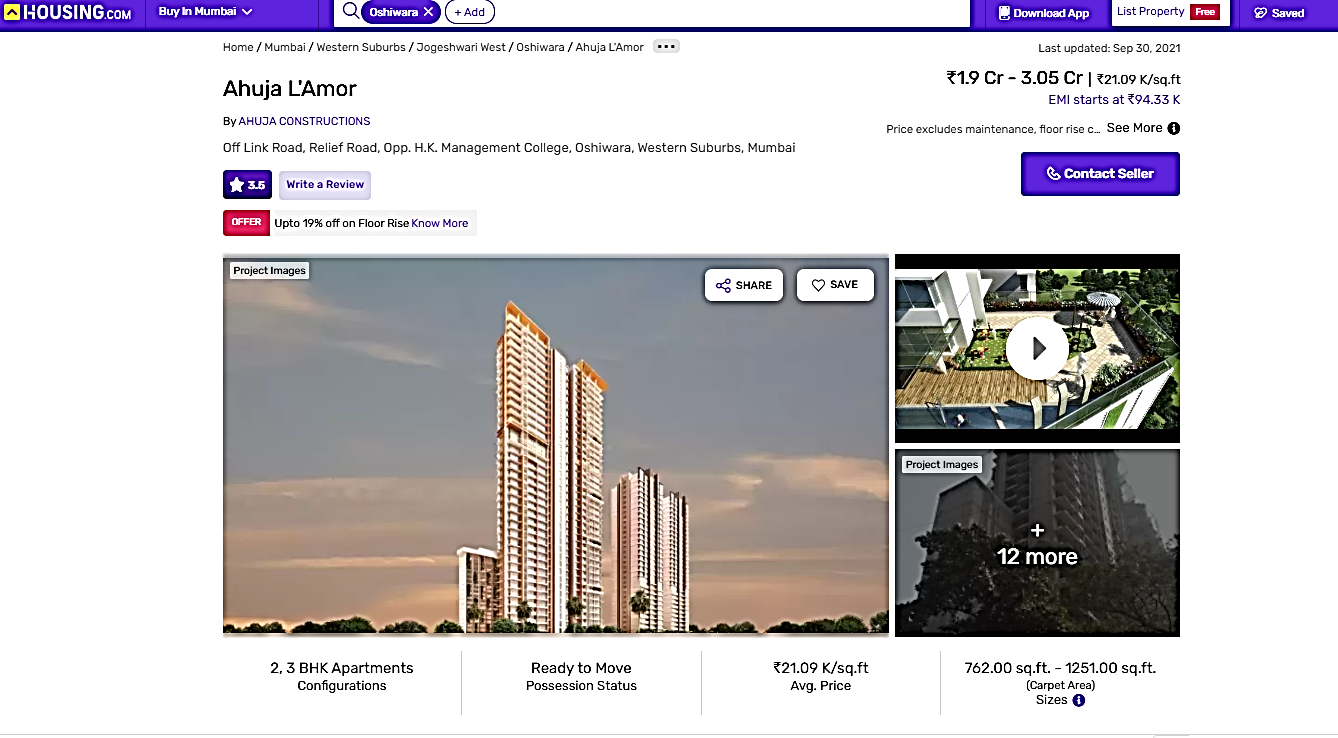 HOUSING.COM
Buy In Mumbai
Oshiwara
+ Add
Download App
List Property Free
Saved
Home / Mumbai / Western Suburbs / Jogeshwari West / Oshiwara / Ahuja L'Amor
Last updated: Sep 30, 2021
Ahuja L'Amor
₹1.9 Cr - 3.05 Cr | ₹21.09 K/sq.ft
EMI starts at ₹94.33 K
By AHUJA CONSTRUCTIONS
Price excludes maintenance, floor rise c... See More
Off Link Road, Relief Road, Opp. H.K. Management College, Oshiwara, Western Suburbs, Mumbai
Contact Seller
3.5
Write a Review
OFFER Upto 19% off on Floor Rise Know More
Project Images
SHARE
SAVE
Project Images
+
12 more
2, 3 BHK Apartments
Configurations
Ready to Move
Possession Status
₹21.09 K/sq.ft
Avg. Price
762.00 sq.ft. - 1251.00 sq.ft.
(Carpet Area)
Sizes